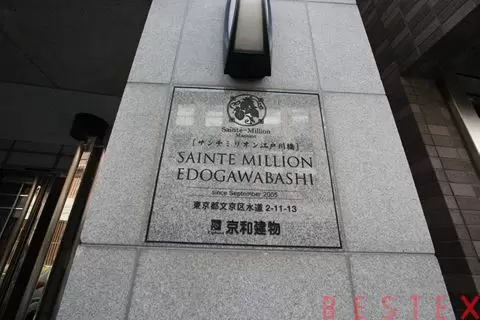 Sainte-Million
Mansion
[サンテミリオン江戸川橋]
SAINTE MILLION
EDOGAWABASHI
since September 2005
東京都文京区水道 2-11-13
京和建物
BESTEX